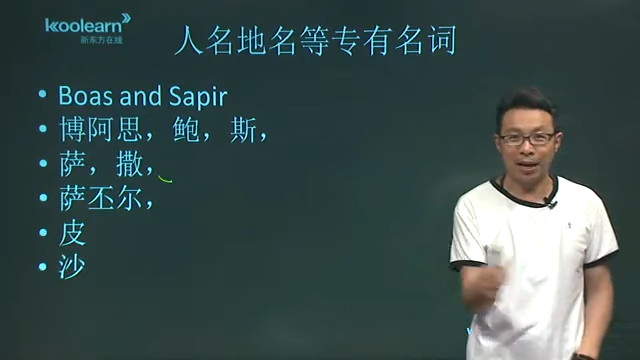 koolearn
新东方在线
人名地名等专有名词
• Boas and Sapir
• 博阿思，鲍，斯，
• 萨，撒，
• 萨丕尔，
• 皮
• 沙